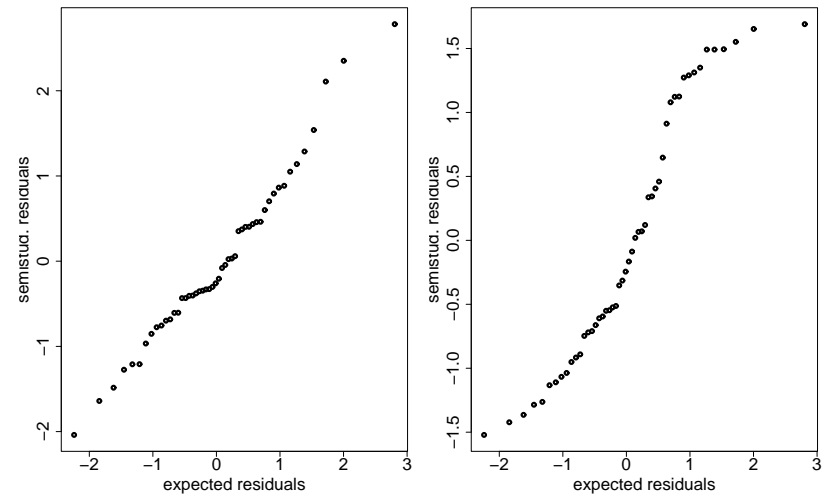 2
1
0
−1
−2
semistud. residuals
−2 −1 0 1 2 3
expected residuals
1.5
1.0
0.5
0.0
−0.5
−1.0
−1.5
semistud. residuals
−2 −1 0 1 2 3
expected residuals